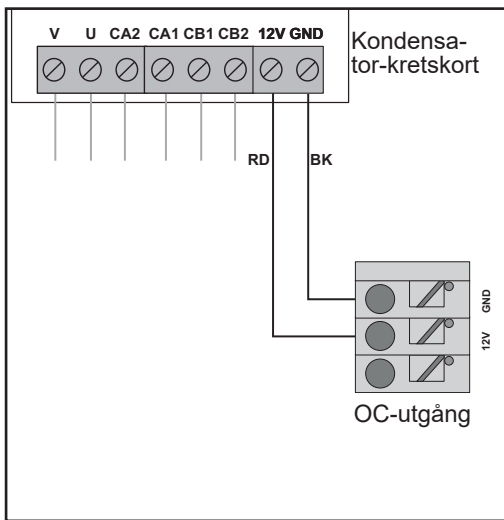 V U CA2 CA1 CB1 CB2 12V GND
Kondensa-
tor-kretskort
RD BK
GND
12V
OC-utgång